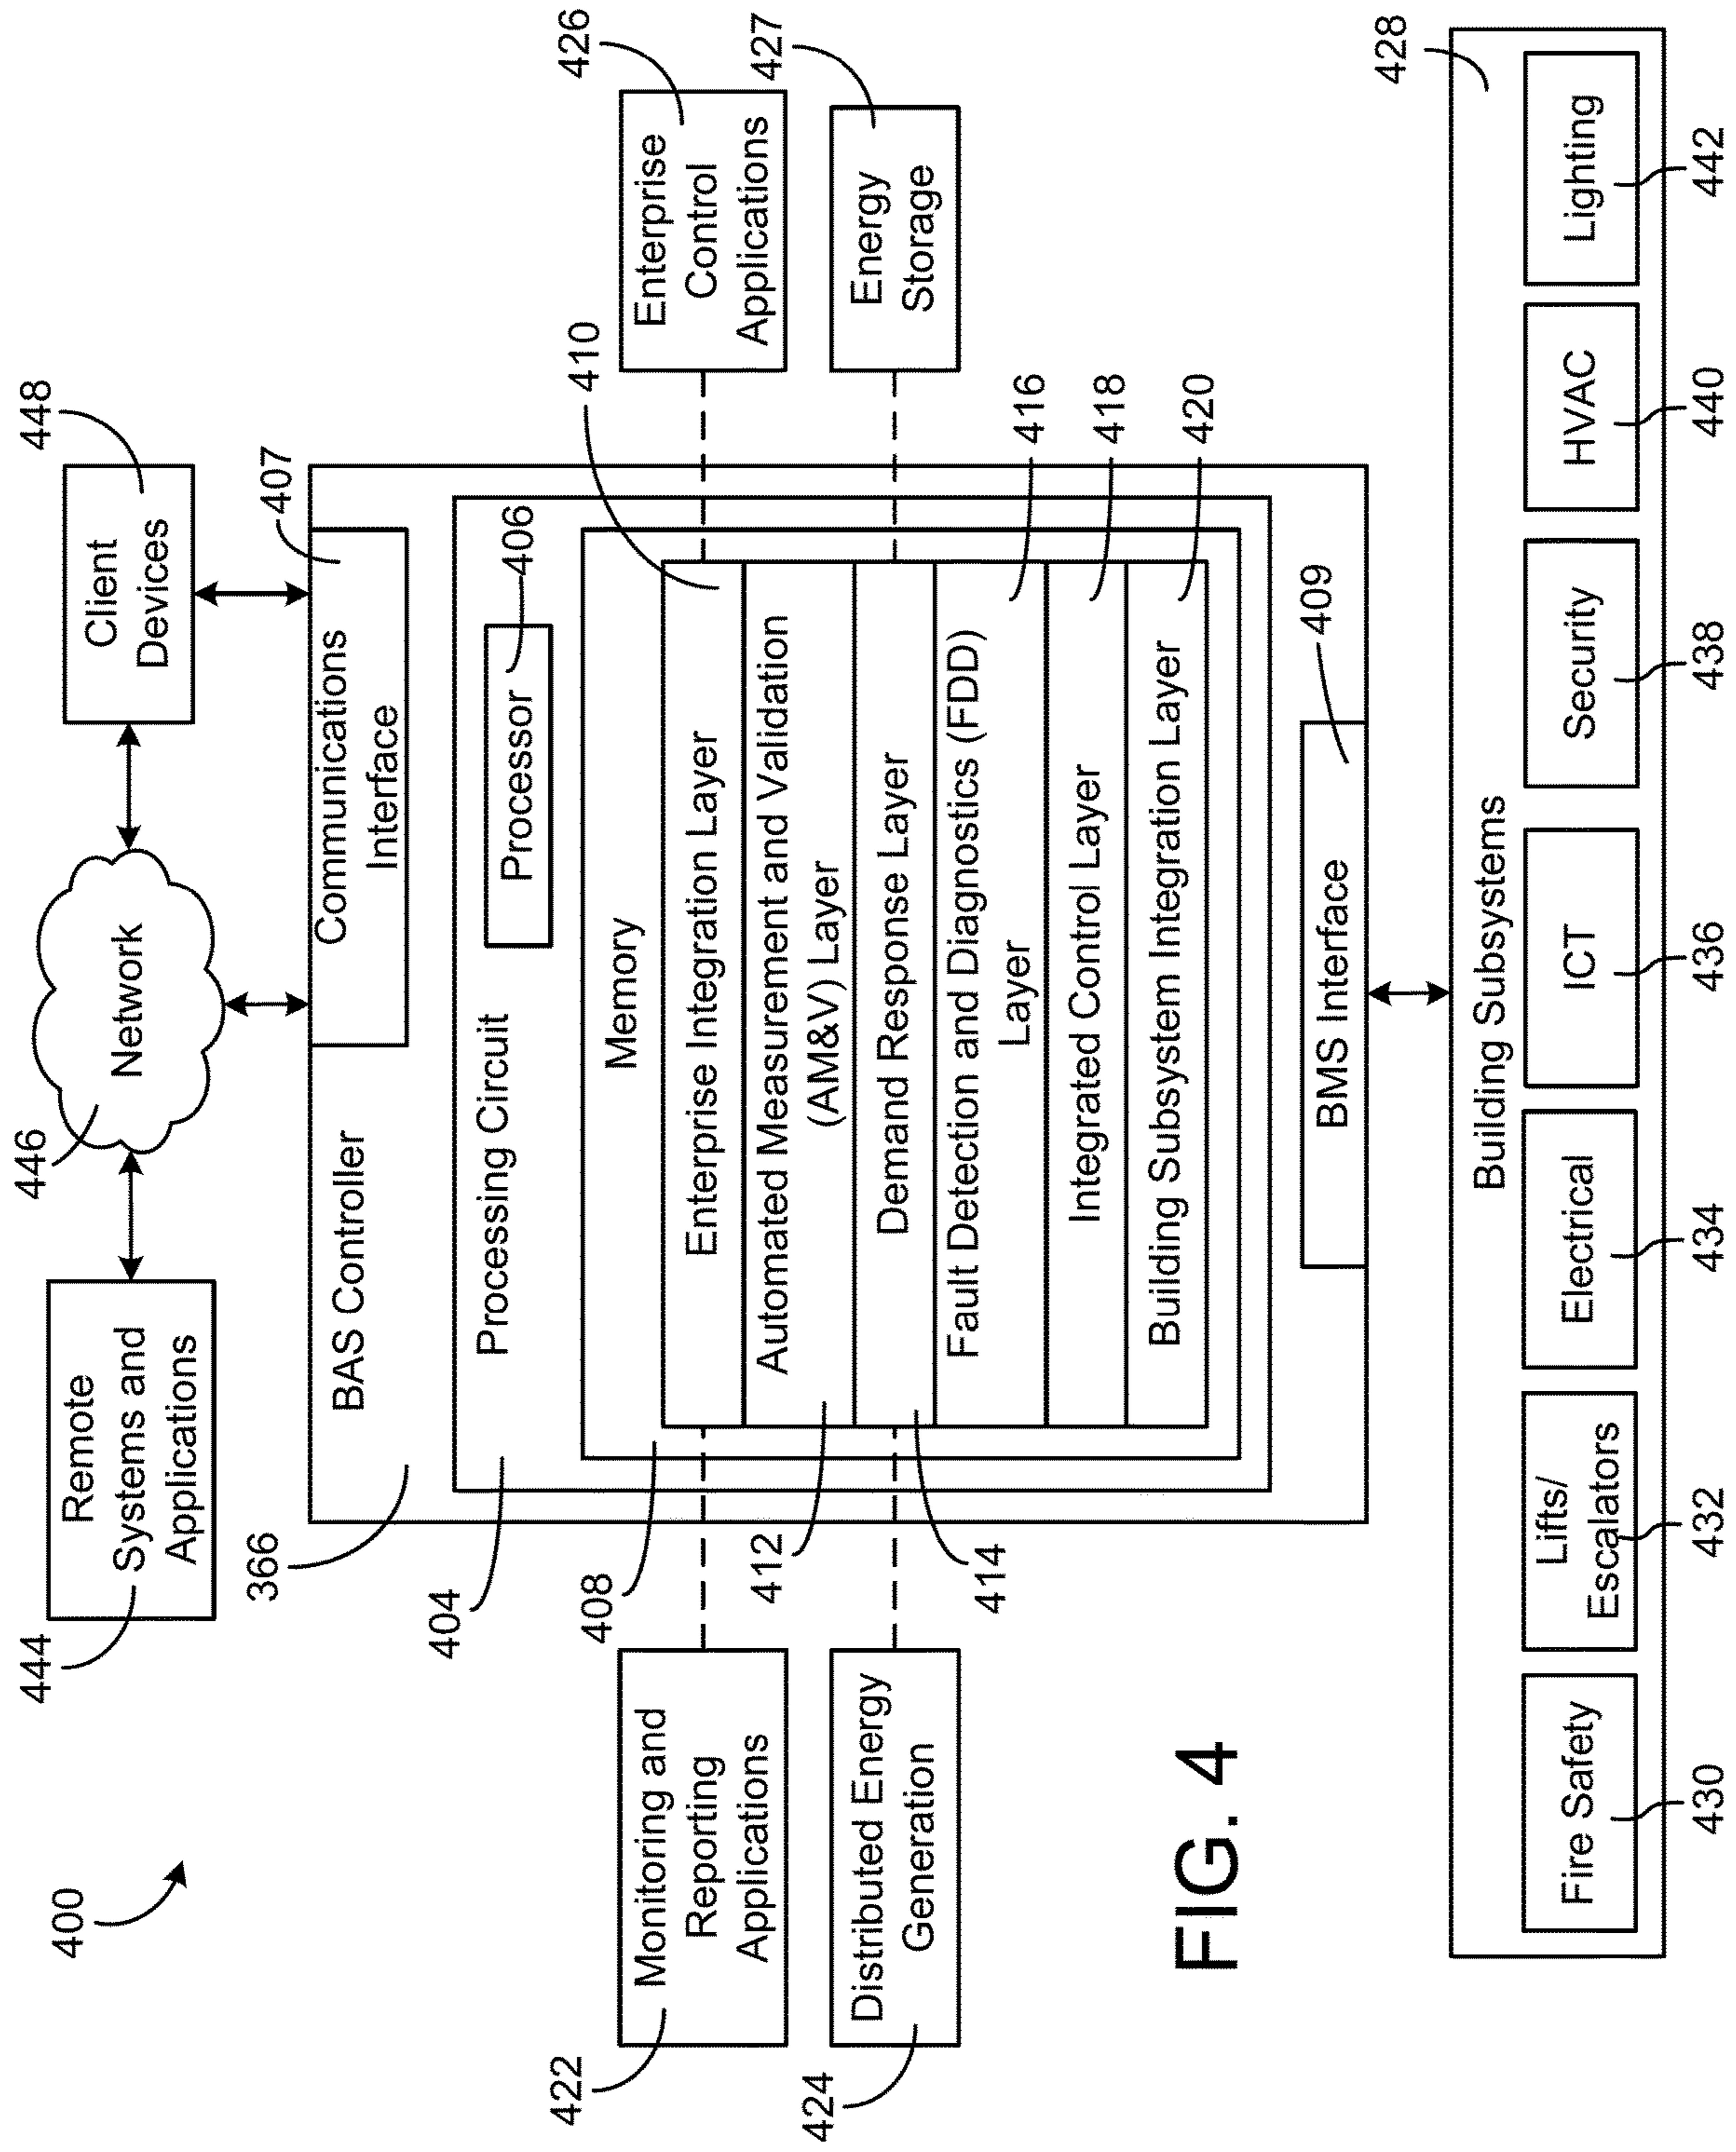 400
444
Remote
Systems and
Applications
446
Network
448
Client
Devices
366
BAS Controller
407
Communications
Interface
404
Processing Circuit
Processor
406
408
Memory
410
Enterprise Integration Layer
412
Automated Measurement and Validation
(AM&V) Layer
414
Demand Response Layer
416
Fault Detection and Diagnostics (FDD)
Layer
418
Integrated Control Layer
420
Building Subsystem Integration Layer
409
BMS Interface
422
Monitoring and
Reporting
Applications
424
Distributed Energy
Generation
426
Enterprise
Control
Applications
427
Energy
Storage
428
Building Subsystems
Fire Safety
Lifts/
Escalators
Electrical
ICT
Security
HVAC
Lighting
430
432
434
436
438
440
442
FIG. 4